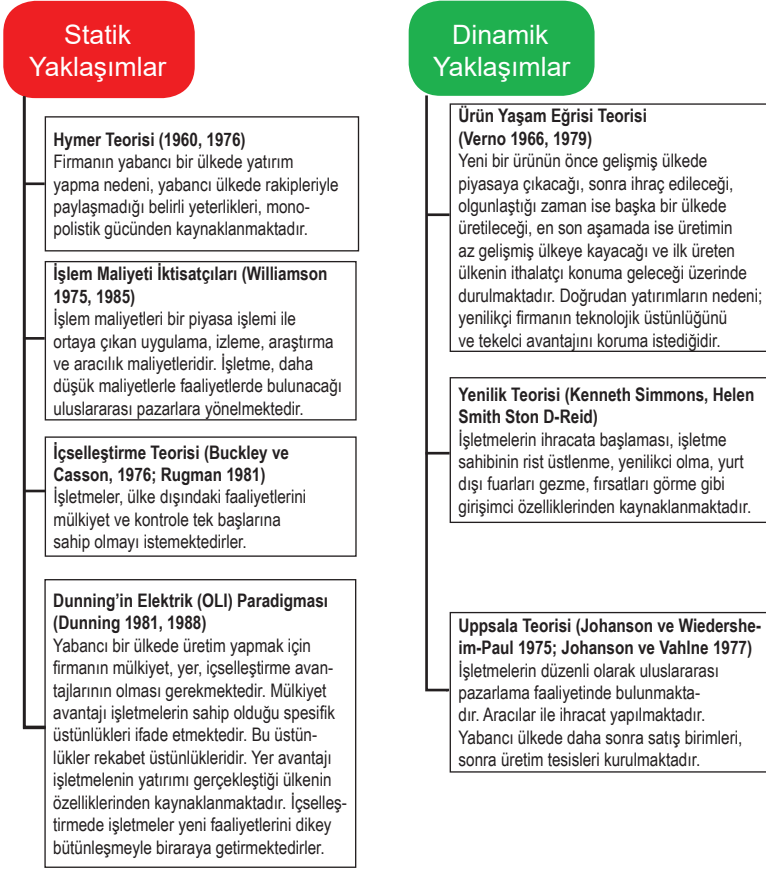 Statik
Yaklaşımlar
Hymer Teorisi (1960, 1976)
Firmanın yabancı bir ülkede yatırım
yapma nedeni, yabancı ülkede rakipleriyle
paylaşmadığı belirli yeterlikleri, mono-
polistik gücünden kaynaklanmaktadır.
İşlem Maliyeti İktisatçıları (Williamson
1975, 1985)
İşlem maliyetleri bir piyasa işlemi ile
ortaya çıkan uygulama, izleme, araştırma
ve aracılık maliyetleridir. İşletme, daha
düşük maliyetlerle faaliyetlerde bulunacağı
uluslararası pazarlara yönelmektedir.
İçselleştirme Teorisi (Buckley ve
Casson, 1976; Rugman 1981)
İşletmeler, ülke dışındaki faaliyetlerini
mülkiyet ve kontrole tek başlarına
sahip olmayı istemektedirler.
Dunning'in Elektrik (OLI) Paradigması
(Dunning 1981, 1988)
Yabancı bir ülkede üretim yapmak için
firmanın mülkiyet, yer, içselleştirme avan-
tajlarının olması gerekmektedir. Mülkiyet
avantajı işletmelerin sahip olduğu spesifik
üstünlükleri ifade etmektedir. Bu üstün-
lükler rekabet üstünlükleridir. Yer avantajı
işletmelenin yatırımı gerçekleştiği ülkenin
özelliklerinden kaynaklanmaktadır. İçselleş-
tirmede işletmeler yeni faaliyetlerini dikey
bütünleşmeyle biraraya getirmektedirler.
Dinamik
Yaklaşımlar
Ürün Yaşam Eğrisi Teorisi
(Verno 1966, 1979)
Yeni bir ürünün önce gelişmiş ülkede
piyasaya çıkacağı, sonra ihraç edileceği,
olgunlaştığı zaman ise başka bir ülkede
üretileceği, en son aşamada ise üretimin
az gelişmiş ülkeye kayacağı ve ilk üreten
ülkenin ithalatçı konuma geleceği üzerinde
durulmaktadır. Doğrudan yatırımların nedeni;
yenilikçi firmanın teknolojik üstünlüğünü
ve tekelci avantajını koruma istediğidir.
Yenilik Teorisi (Kenneth Simmons, Helen
Smith Ston D-Reid)
İşletmelerin ihracata başlaması, işletme
sahibinin rist üstlenme, yenilikci olma, yurt
dışı fuarları gezme, fırsatları görme gibi
girişimci özelliklerinden kaynaklanmaktadır.
Uppsala Teorisi (Johanson ve Wiedershe-
im-Paul 1975; Johanson ve Vahlne 1977)
İşletmelerin düzenli olarak uluslararası
pazarlama faaliyetinde bulunmakta-
dır. Aracılar ile ihracat yapılmaktadır.
Yabancı ülkede daha sonra satış birimleri,
sonra üretim tesisleri kurulmaktadır.